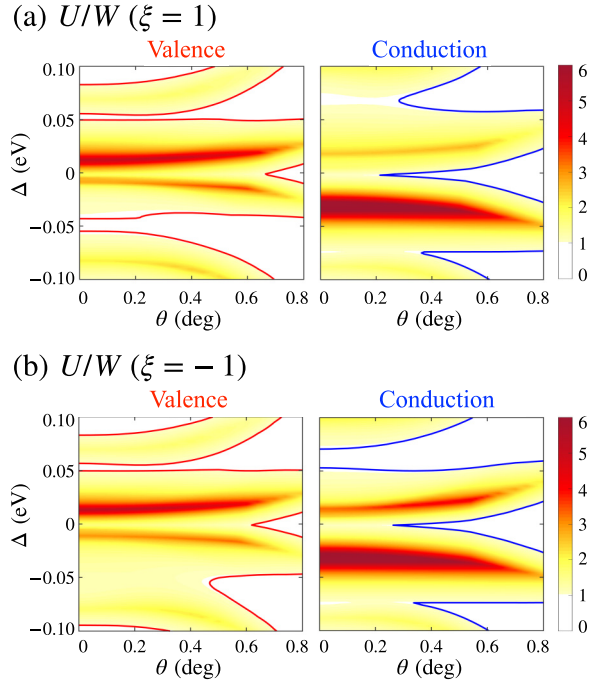 (a) U/W (ξ = 1)
Valence Conduction
0.10 0.05 0 −0.05 −0.10
Δ (eV)
0 0.2 0.4 0.6 0.8 0 0.2 0.4 0.6 0.8
θ (deg) θ (deg)
6 5 4 3 2 1 0
(b) U/W (ξ = − 1)
Valence Conduction
0.10 0.05 0 −0.05 −0.10
Δ (eV)
0 0.2 0.4 0.6 0.8 0 0.2 0.4 0.6 0.8
θ (deg) θ (deg)
6 5 4 3 2 1 0